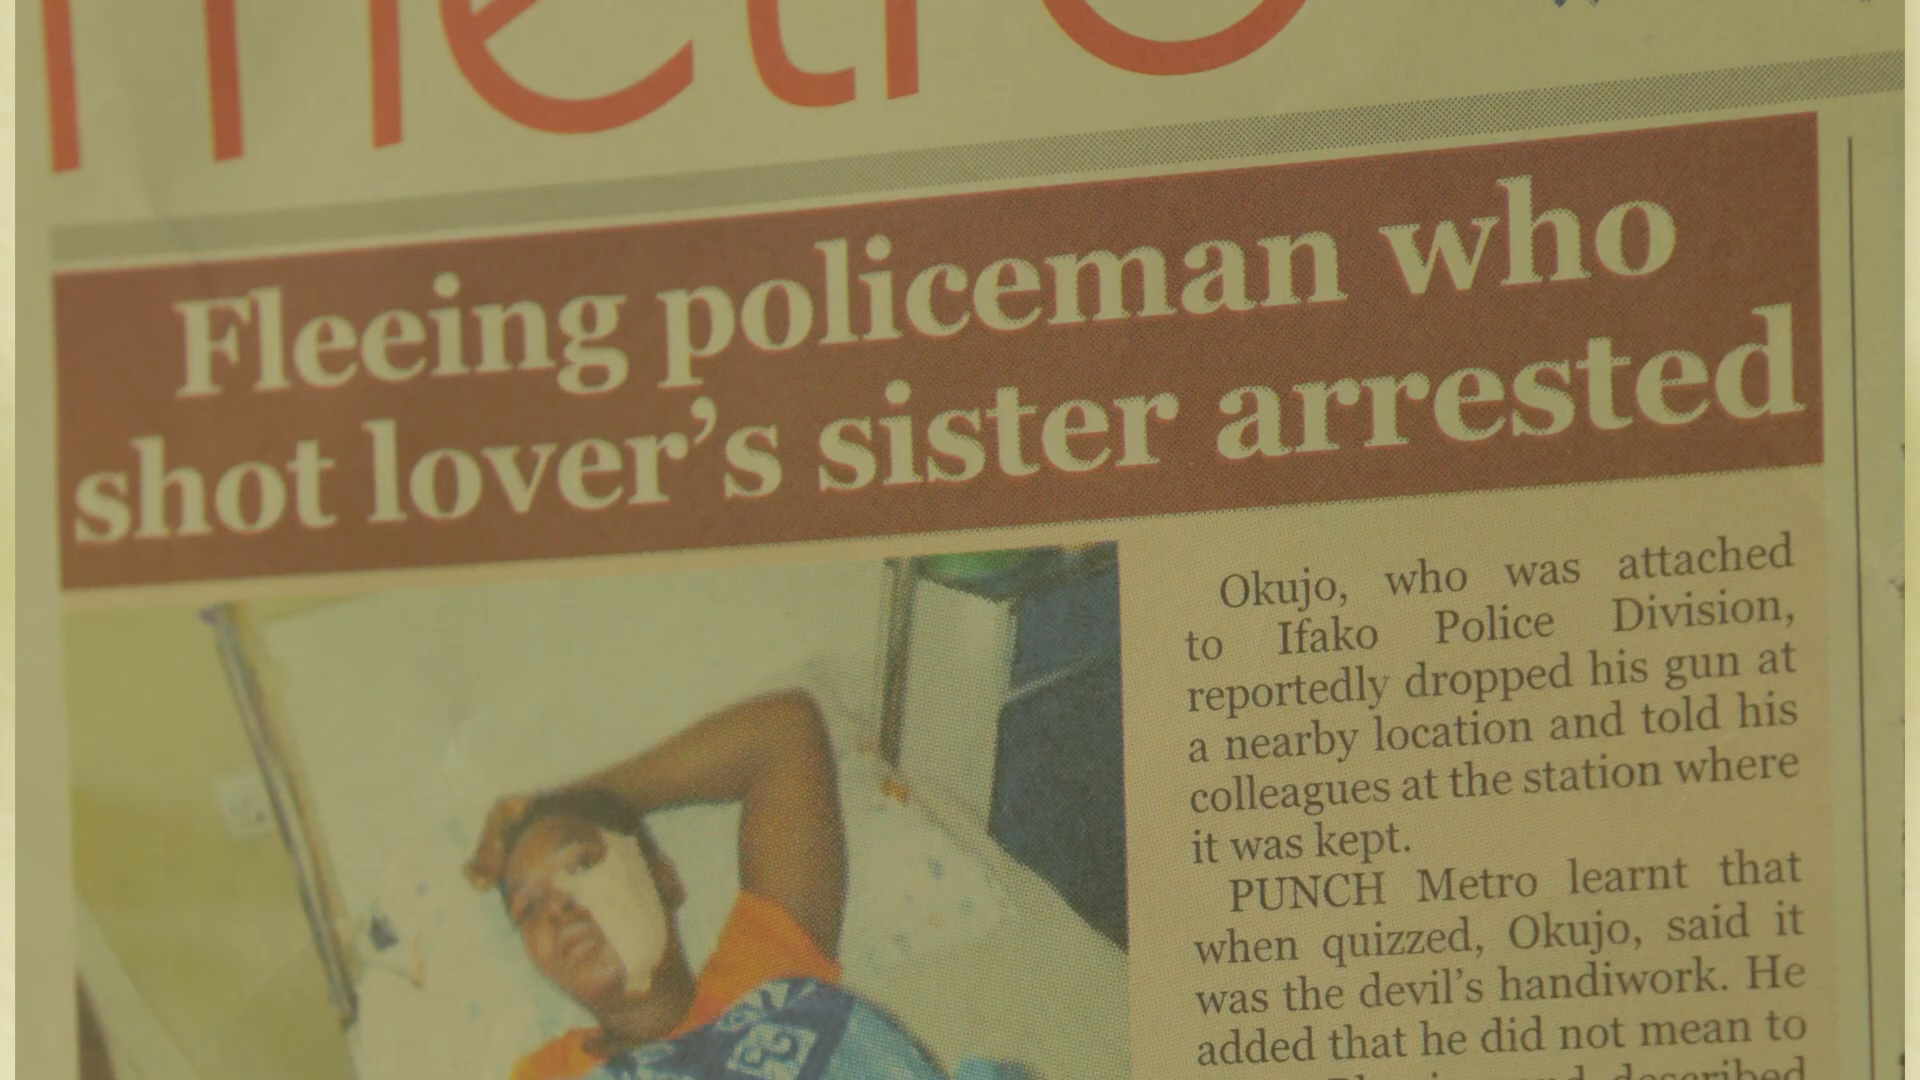 metro
Fleeing policeman who
shot lover's sister arrested
Okujo, who was attached
to Ifako Police Division,
reportedly dropped his gun at
a nearby location and told his
colleagues at the station where
it was kept.
PUNCH Metro learnt that
when quizzed, Okujo, said it
was the devil's handiwork. He
added that he did not mean to
described